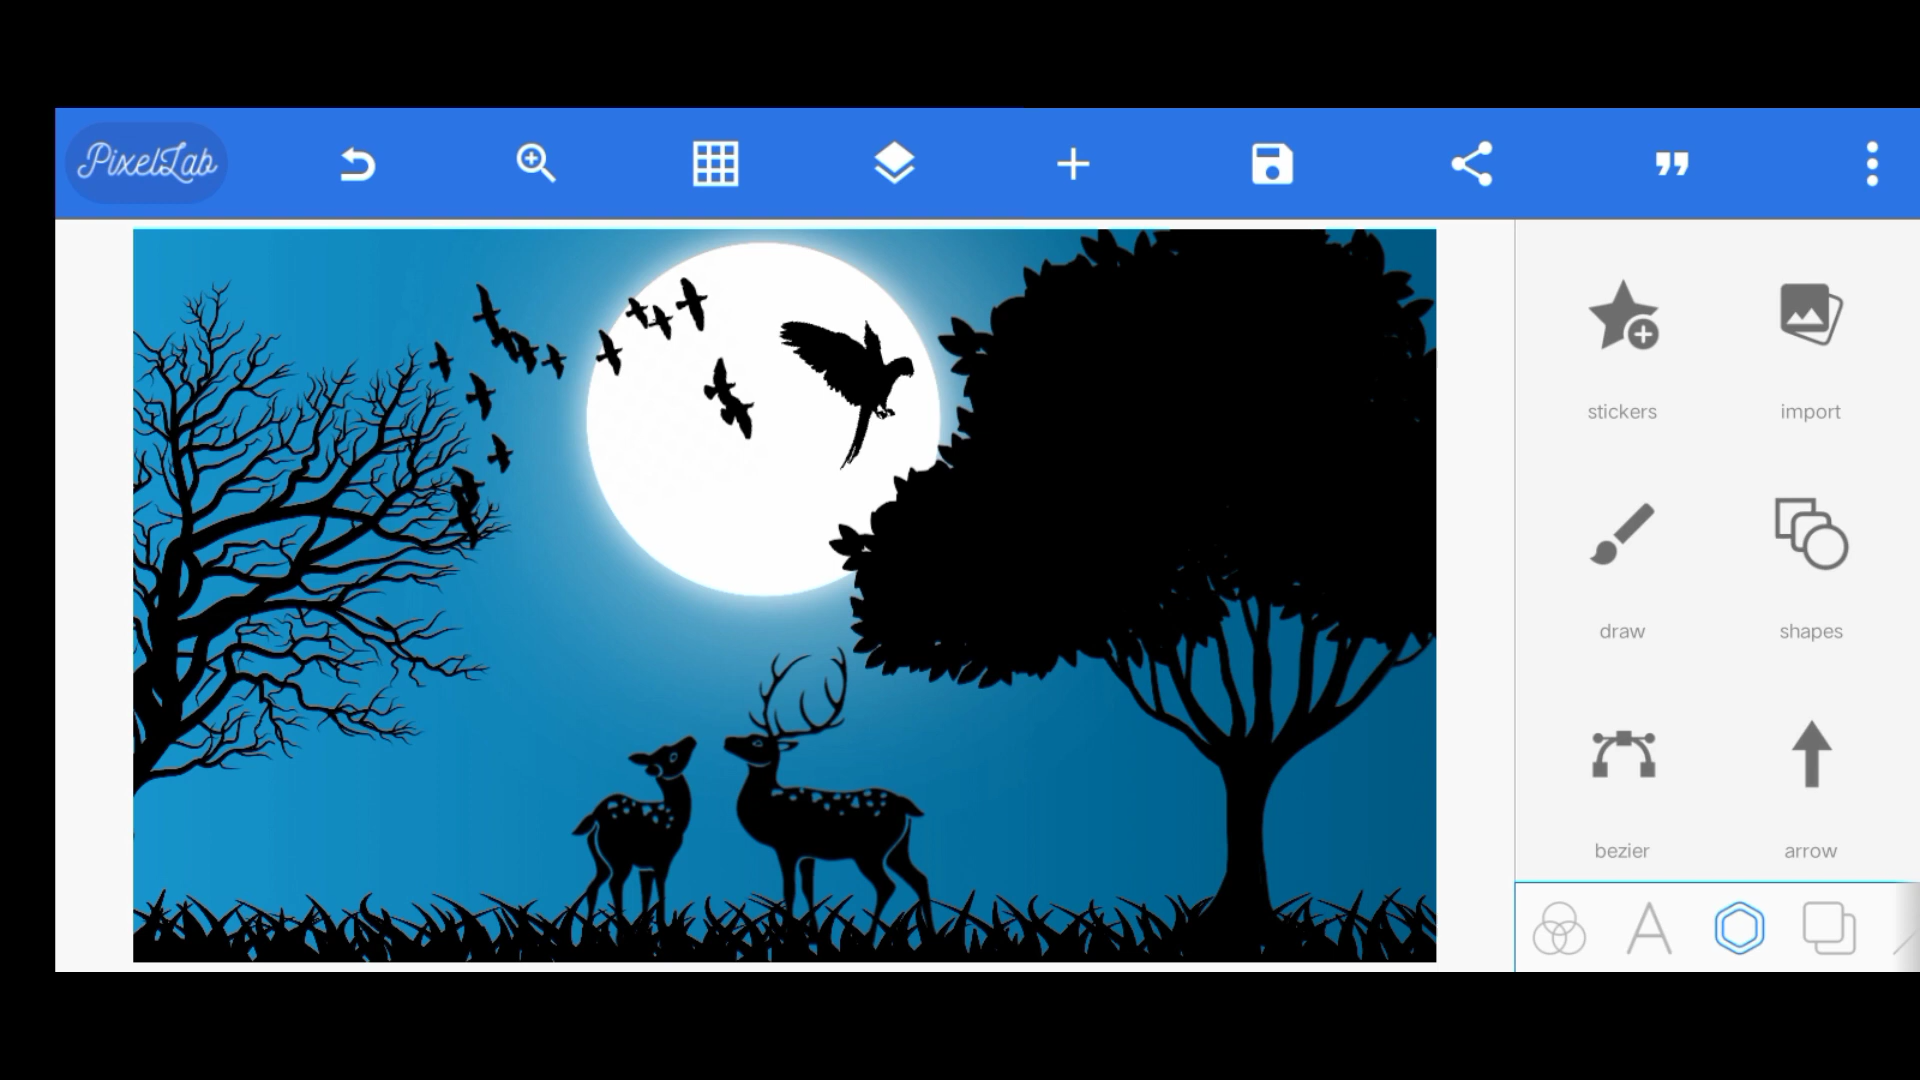 PixelLab
stickers
import
draw
shapes
bezier
arrow